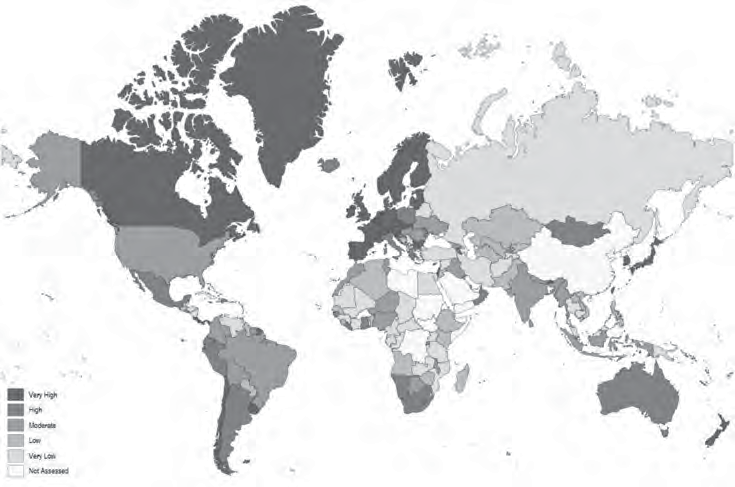 Very High
High
Moderate
Low
Very Low
Not Assessed